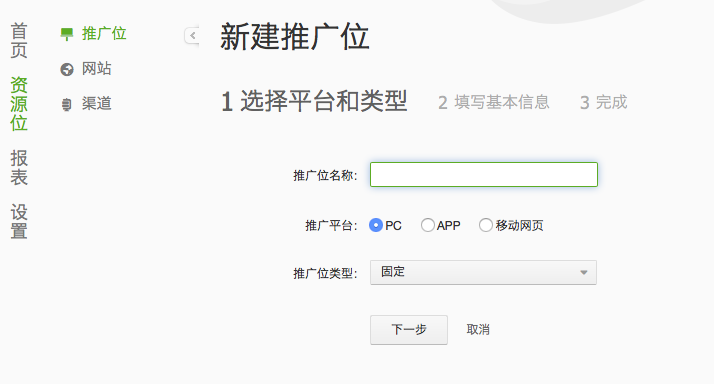 首页
资源位
报表
设置
推广位
网站
渠道
新建推广位
1 选择平台和类型 2 填写基本信息 3 完成
推广位名称：
推广平台： PC APP 移动网页
推广位类型： 固定
下一步 取消